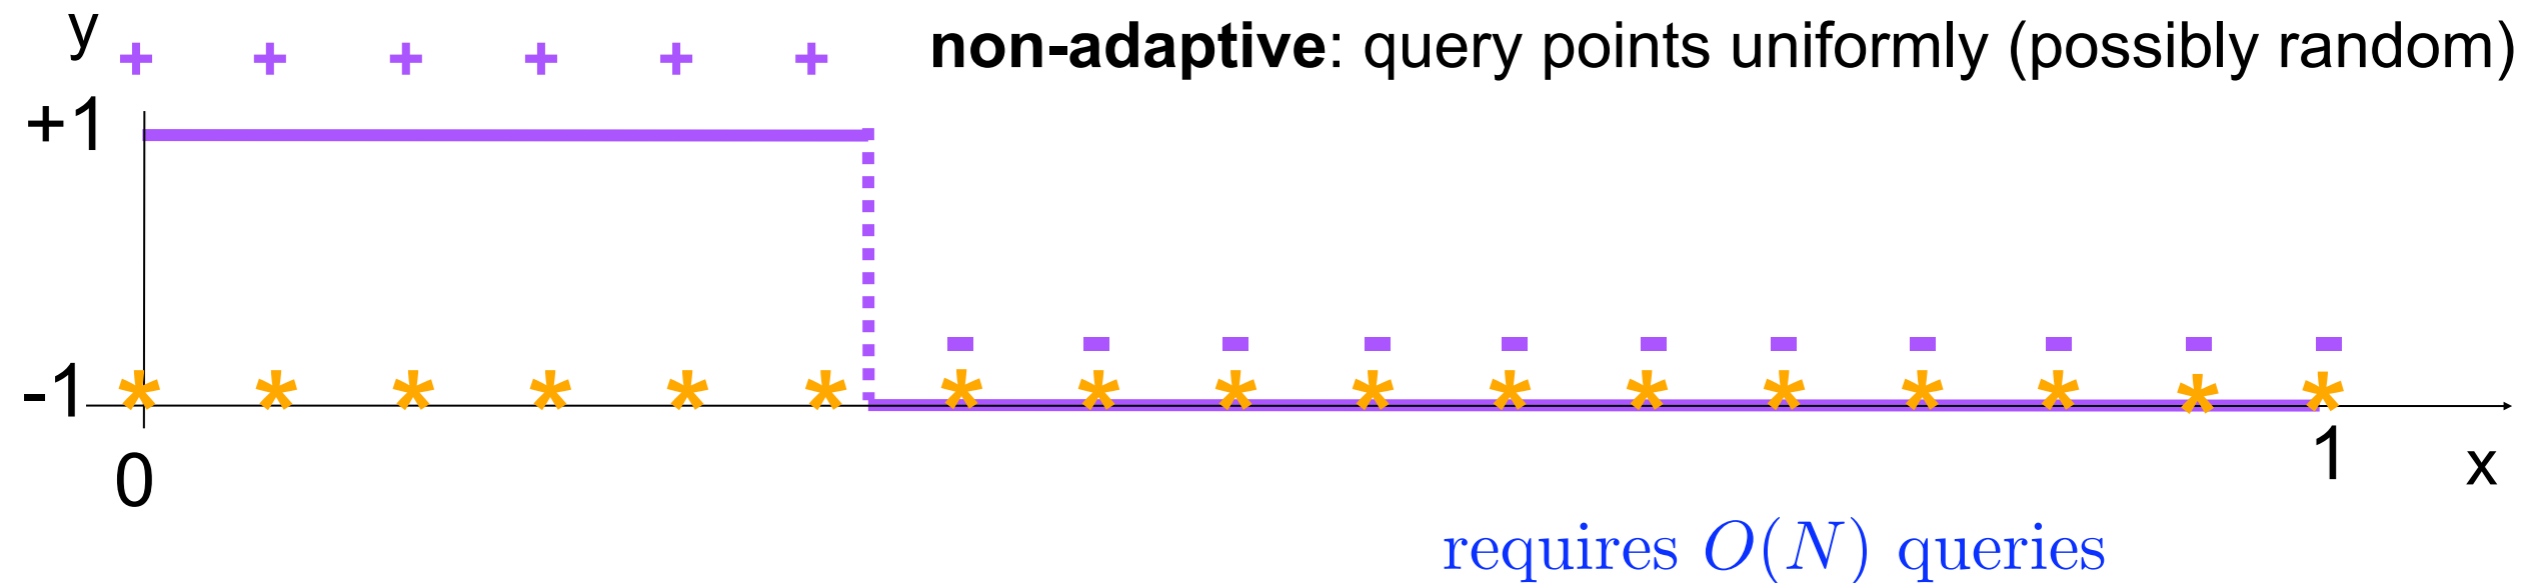 y
+ + + + + +
non-adaptive: query points uniformly (possibly random)
+1
- - - - - - - - - - -
-1
* * * * * * * * * * * * * * * * *
0
1
x
requires O(N) queries